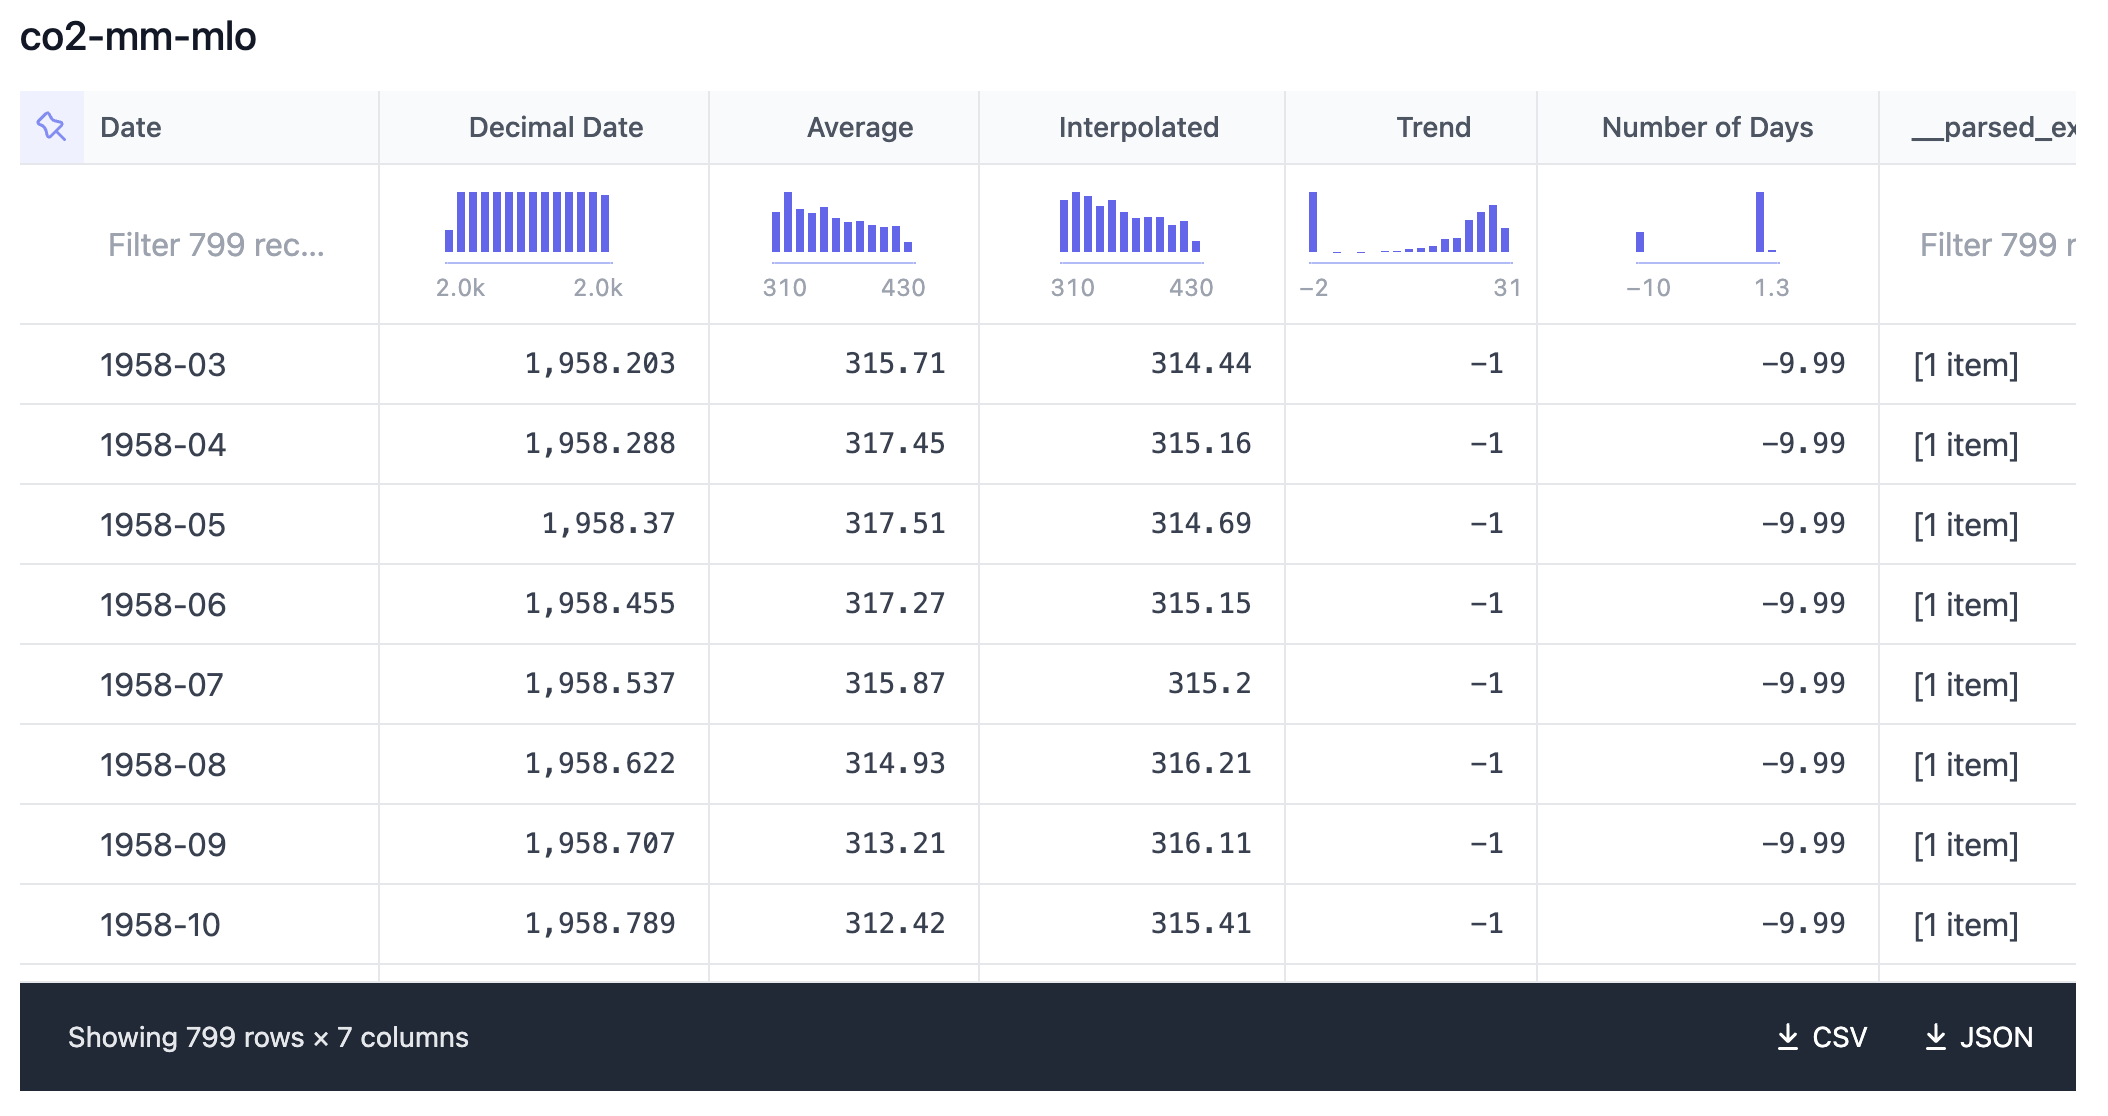 co2-mm-mlo
Date Decimal Date Average Interpolated Trend Number of Days __parsed_ex
Filter 799 rec... 2.0k 2.0k 310 430 310 430 −2 31 −10 1.3 Filter 799 r
1958-03 1,958.203 315.71 314.44 −1 −9.99 [1 item]
1958-04 1,958.288 317.45 315.16 −1 −9.99 [1 item]
1958-05 1,958.37 317.51 314.69 −1 −9.99 [1 item]
1958-06 1,958.455 317.27 315.15 −1 −9.99 [1 item]
1958-07 1,958.537 315.87 315.2 −1 −9.99 [1 item]
1958-08 1,958.622 314.93 316.21 −1 −9.99 [1 item]
1958-09 1,958.707 313.21 316.11 −1 −9.99 [1 item]
1958-10 1,958.789 312.42 315.41 −1 −9.99 [1 item]
Showing 799 rows × 7 columns CSV JSON